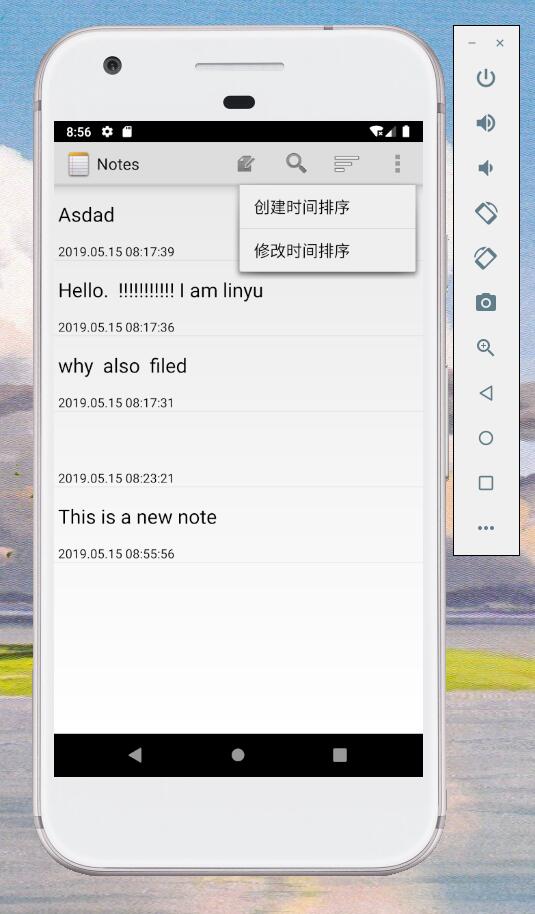 8:56
Notes
创建时间排序
修改时间排序
Asdad
2019.05.15 08:17:39
Hello.  !!!!!!!!!!! I am linyu
2019.05.15 08:17:36
why  also  filed
2019.05.15 08:17:31
2019.05.15 08:23:21
This is a new note
2019.05.15 08:55:56